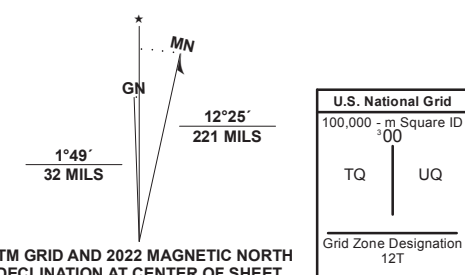 ★
MN
GN
12°25´
221 MILS
1°49´
32 MILS
TM GRID AND 2022 MAGNETIC NORTH
DECLINATION AT CENTER OF SHEET
U.S. National Grid
100,000 - m Square ID
³00
TQ UQ
Grid Zone Designation
12T